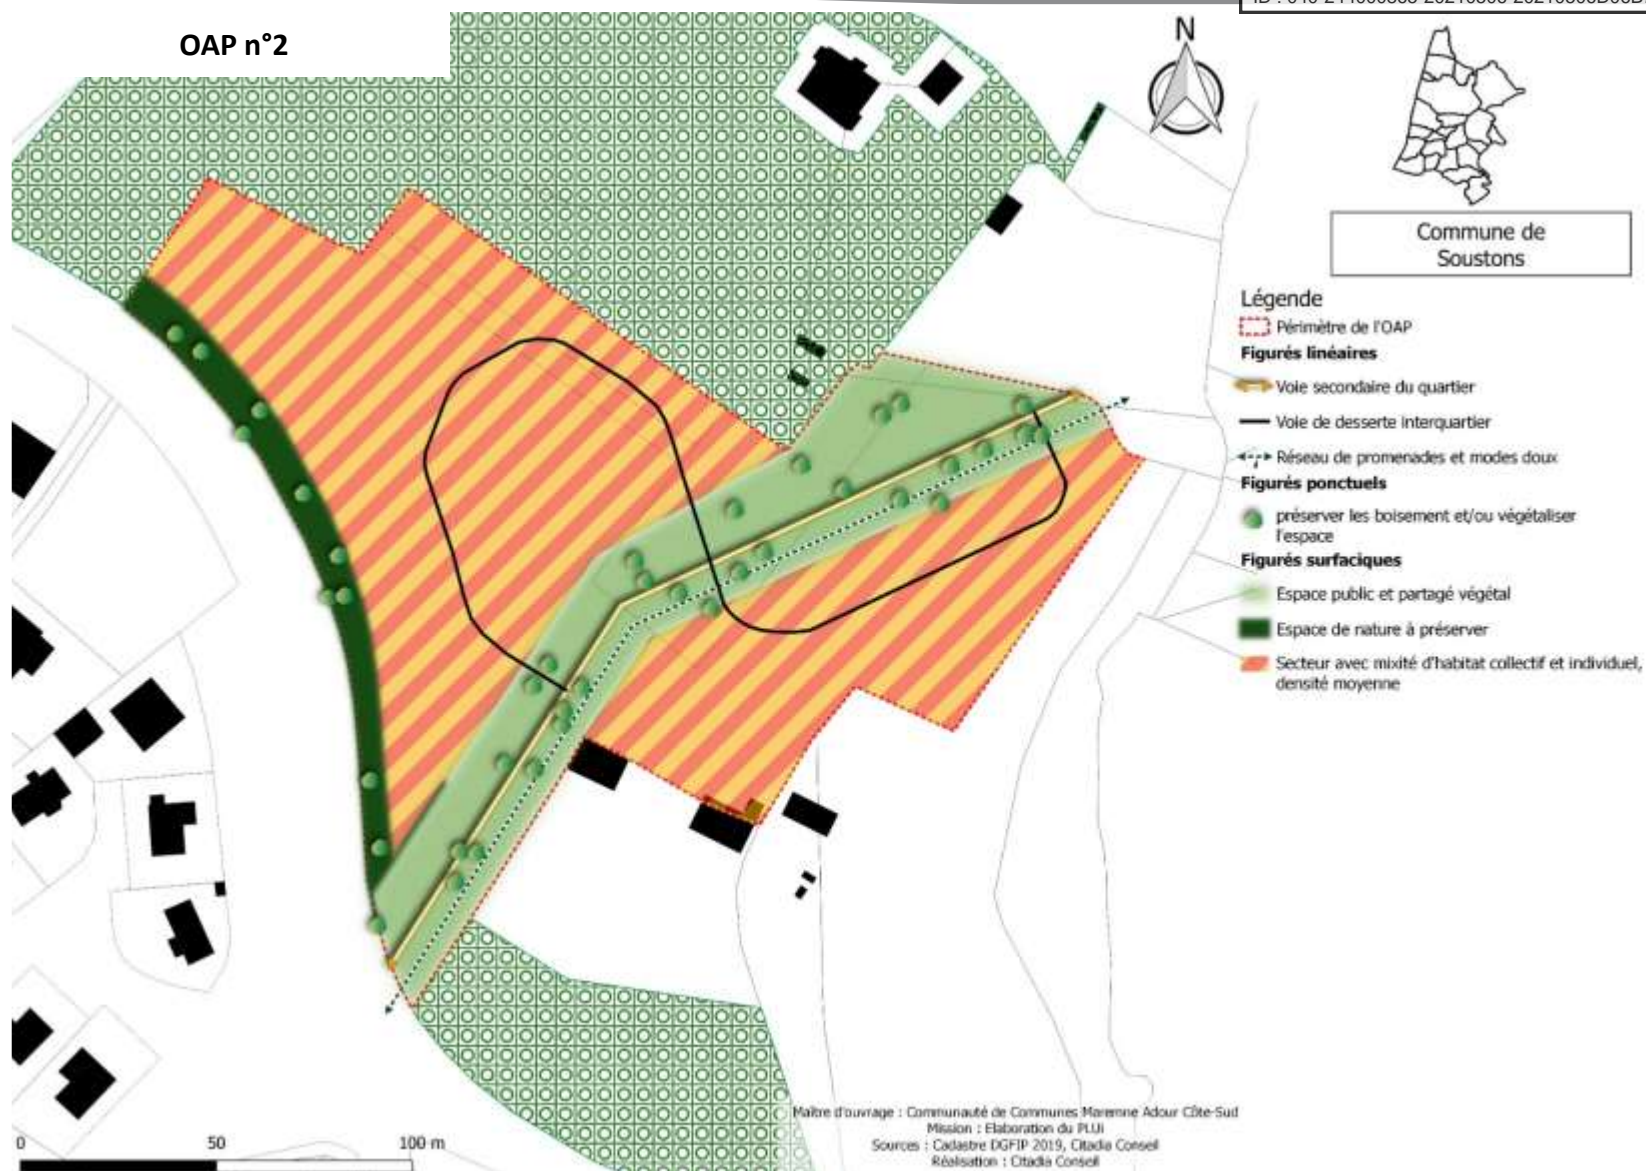 OAP n°2
N
Commune de
Soustons
Légende
Périmètre de l'OAP
Figurés linéaires
Voie secondaire du quartier
Voie de desserte interquartier
Réseau de promenades et modes doux
Figurés ponctuels
préserver les boisement et/ou végétaliser
l'espace
Figurés surfaciques
Espace public et partagé végétal
Espace de nature à préserver
Secteur avec mixité d'habitat collectif et individuel,
densité moyenne
Maître d'ouvrage : Communauté de Communes Maremne Adour Côte-Sud
Mission : Elaboration du PLUi
Sources : Cadastre DGFIP 2019, Citadia Conseil
Réalisation : Citadia Conseil
0 50 100 m